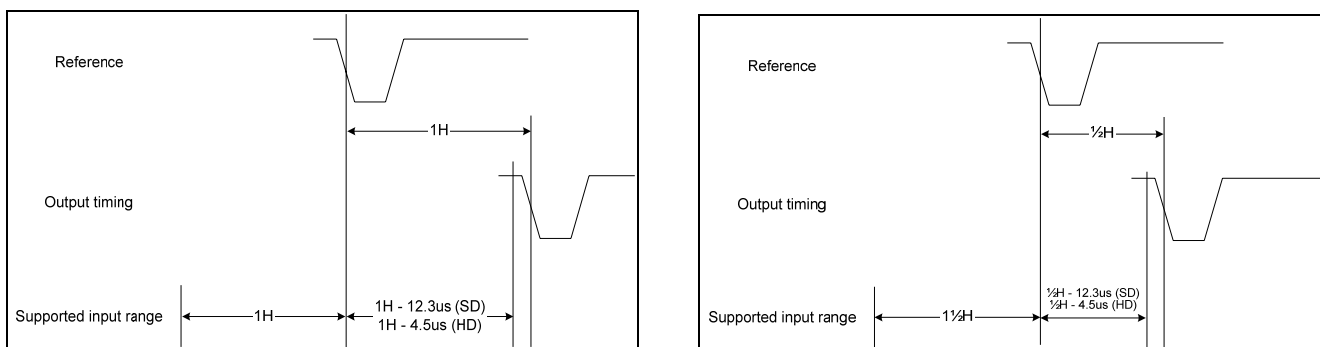 Reference
1H
Output timing
Supported input range
1H
1H - 12.3us (SD)
1H - 4.5us (HD)
Reference
½H
Output timing
Supported input range
1½H
½H - 12.3us (SD)
½H - 4.5us (HD)